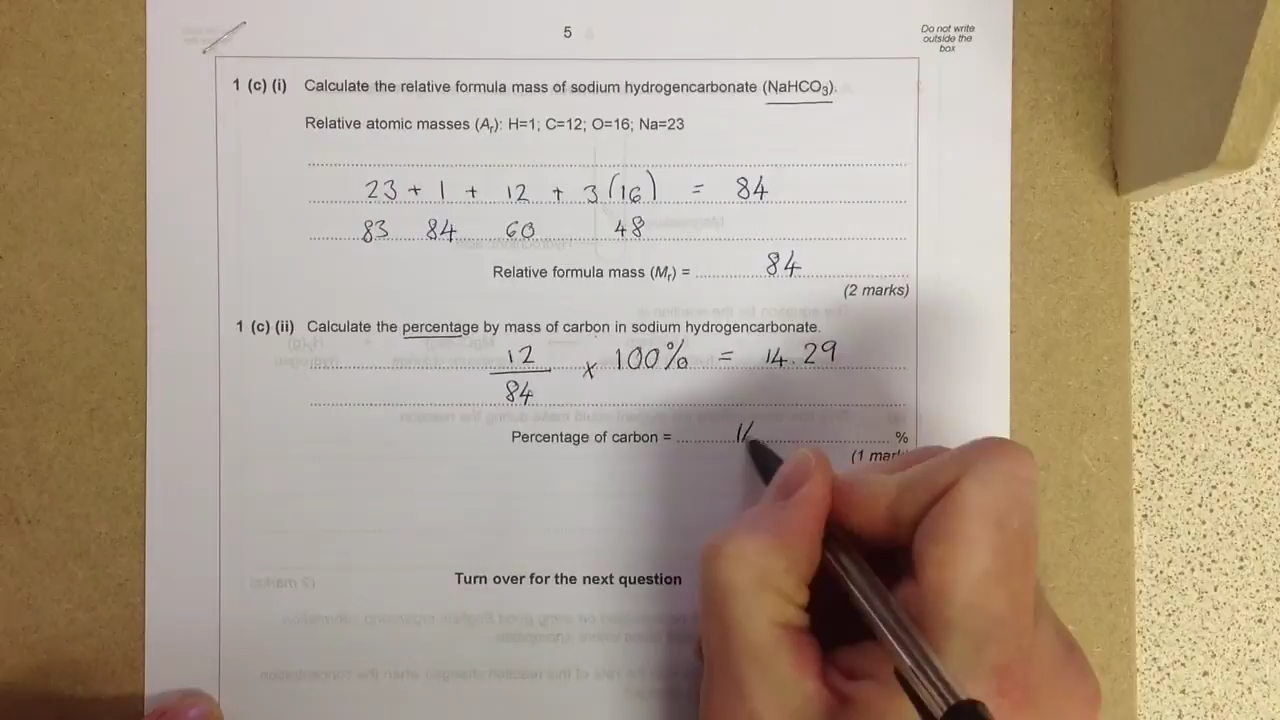 5
Do not write
outside the
box
1 (c) (i) Calculate the relative formula mass of sodium hydrogencarbonate (NaHCO₃).
Relative atomic masses (Aᵣ): H=1; C=12; O=16; Na=23
23 + 1 + 12 + 3(16) = 84
83 84 60 48
Relative formula mass (Mᵣ) = 84
(2 marks)
1 (c) (ii) Calculate the percentage by mass of carbon in sodium hydrogencarbonate.
12
× 100% = 14.29
84
Percentage of carbon = %
(1 mark
Turn over for the next question